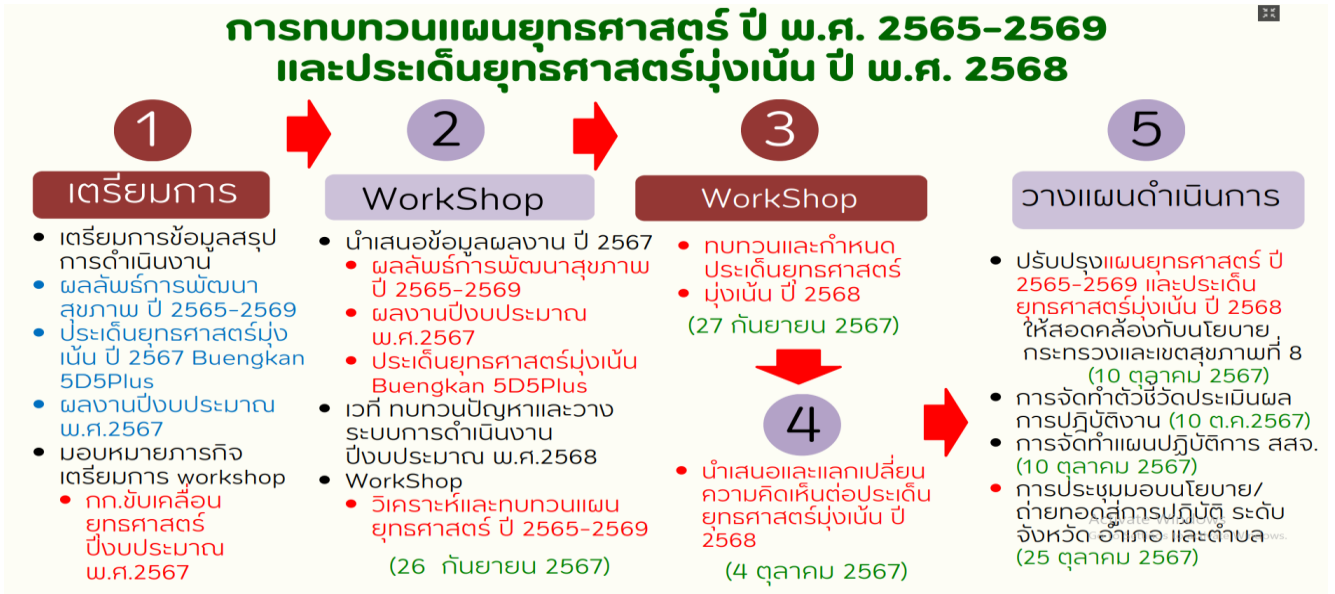 การทบทวนแผนยุทธศาสตร์ ปี พ.ศ. 2565-2569
และประเด็นยุทธศาสตร์มุ่งเน้น ปี พ.ศ. 2568
1
เตรียมการ
• เตรียมการข้อมูลสรุป
การดำเนินงาน
• ผลลัพธ์การพัฒนา
สุขภาพ ปี 2565-2569
• ประเด็นยุทธศาสตร์มุ่ง
เน้น ปี 2567 Buengkan
5D5Plus
• ผลงานปีงบประมาณ
พ.ศ.2567
• มอบหมายภารกิจ
เตรียมการ workshop
• กก.ขับเคลื่อน
ยุทธศาสตร์
ปีงบประมาณ
พ.ศ.2567
2
WorkShop
• นำเสนอข้อมูลผลงาน ปี 2567
• ผลลัพธ์การพัฒนาสุขภาพ
ปี 2565-2569
• ผลงานปีงบประมาณ
พ.ศ.2567
• ประเด็นยุทธศาสตร์มุ่งเน้น
Buengkan 5D5Plus
• เวที ทบทวนปัญหาและวาง
ระบบการดำเนินงาน
ปีงบประมาณ พ.ศ.2568
• WorkShop
• วิเคราะห์และทบทวนแผน
ยุทธศาสตร์ ปี 2565-2569
(26 กันยายน 2567)
3
WorkShop
• ทบทวนและกำหนด
ประเด็นยุทธศาสตร์
• มุ่งเน้น ปี 2568
(27 กันยายน 2567)
4
• นำเสนอและแลกเปลี่ยน
ความคิดเห็นต่อประเด็น
ยุทธศาสตร์มุ่งเน้น ปี
2568
(4 ตุลาคม 2567)
5
วางแผนดำเนินการ
• ปรับปรุงแผนยุทธศาสตร์ ปี
2565-2569 และประเด็น
ยุทธศาสตร์มุ่งเน้น ปี 2568
ให้สอดคล้องกับนโยบาย
กระทรวงและเขตสุขภาพที่ 8
(10 ตุลาคม 2567)
• การจัดทำตัวชี้วัดประเมินผล
การปฏิบัติงาน (10 ต.ค.2567)
• การจัดทำแผนปฏิบัติการ สสจ.
(10 ตุลาคม 2567)
• การประชุมมอบนโยบาย/
ถ่ายทอดสู่การปฏิบัติ ระดับ
จังหวัด อำเภอ และตำบล
(25 ตุลาคม 2567)
Activate Windows